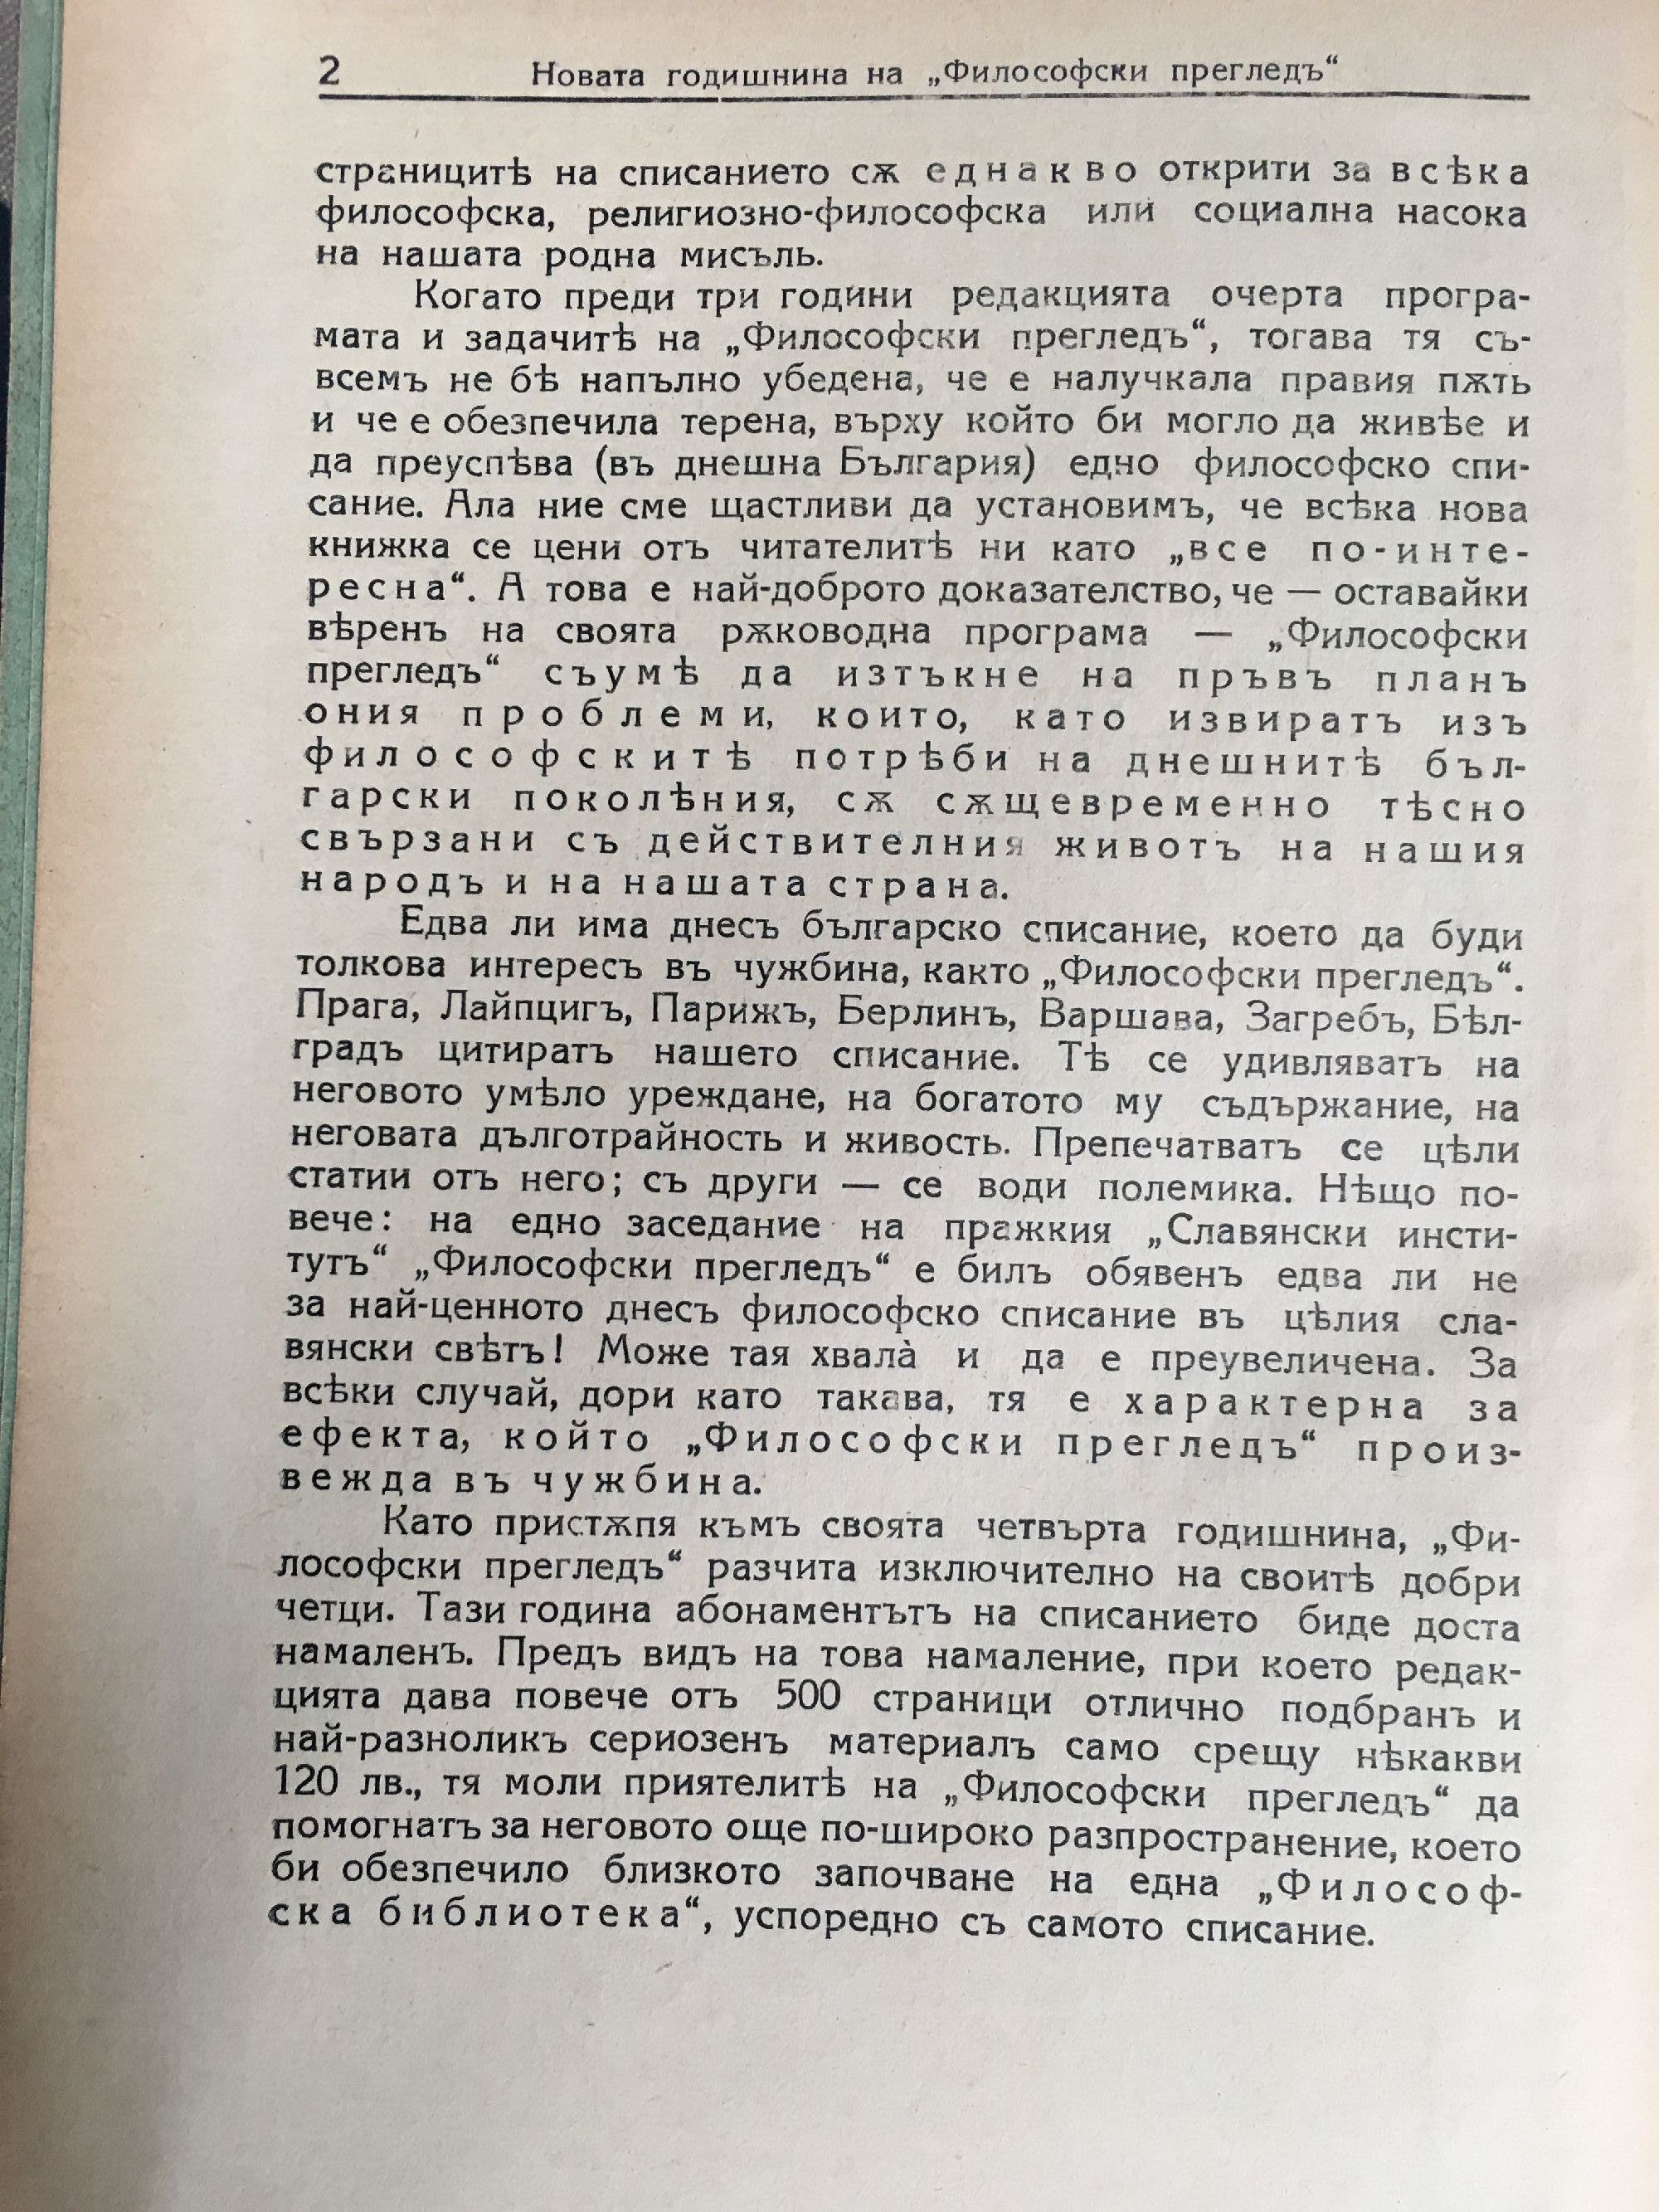 2 Новата годишнина на „Философски прегледъ“
страницитѣ на списанието сѫ еднакво открити за всѣка
философска, религиозно-философска или социална насока
на нашата родна мисъль.
Когато преди три години редакцията очерта програ-
мата и задачитѣ на „Философски прегледъ“, тогава тя съ-
всемъ не бѣ напълно убедена, че е налучкала правия пѫть
и че е обезпечила терена, върху който би могло да живѣе и
да преуспѣва (въ днешна България) едно философско спи-
сание. Ала ние сме щастливи да установимъ, че всѣка нова
книжка се цени отъ читателитѣ ни като „все по-инте-
ресна“. А това е най-доброто доказателство, че — оставайки
вѣренъ на своята рѫководна програма — „Философски
прегледъ“ съумѣ да изтъкне на пръвъ планъ
ония проблеми, които, като извиратъ изъ
философскитѣ потрѣби на днешнитѣ бъл-
гарски поколѣния, сѫ сѫщевременно тѣсно
свързани съ действителния животъ на нашия
народъ и на нашата страна.
Едва ли има днесъ българско списание, което да буди
толкова интересъ въ чужбина, както „Философски прегледъ“.
Прага, Лайпцигъ, Парижъ, Берлинъ, Варшава, Загребъ, Бѣл-
градъ цитиратъ нашето списание. Тѣ се удивляватъ на
неговото умѣло уреждане, на богатото му съдържание, на
неговата дълготрайность и живость. Препечатватъ се цѣли
статии отъ него; съ други — се води полемика. Нѣщо по-
вече: на едно заседание на пражкия „Славянски инсти-
тутъ“ „Философски прегледъ“ е билъ обявенъ едва ли не
за най-ценното днесъ философско списание въ цѣлия сла-
вянски свѣтъ! Може тая хвалà и да е преувеличена. За
всѣки случай, дори като такава, тя е характерна за
ефекта, който „Философски прегледъ“ произ-
вежда въ чужбина.
Като пристѫпя къмъ своята четвърта годишнина, „Фи-
лософски прегледъ“ разчита изключително на своитѣ добри
четци. Тази година абонаментътъ на списанието биде доста
намаленъ. Предъ видъ на това намаление, при което редак-
цията дава повече отъ 500 страници отлично подбранъ и
най-разноликъ сериозенъ материалъ само срещу нѣкакви
120 лв., тя моли приятелитѣ на „Философски прегледъ“ да
помогнатъ за неговото още по-широко разпространение, което
би обезпечило близкото започване на една „Философ-
ска библиотека“, успоредно съ самото списание.